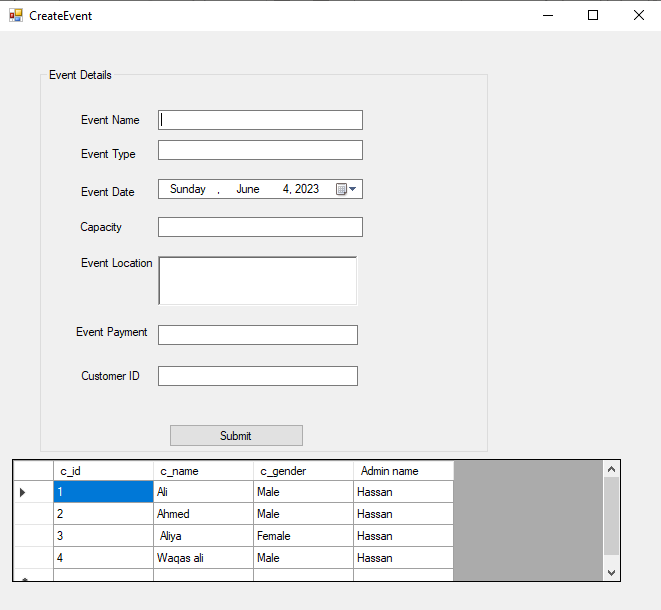 CreateEvent
Event Details
Event Name
Event Type
Event Date Sunday , June 4, 2023
Capacity
Event Location
Event Payment
Customer ID
Submit
c_id c_name c_gender Admin name
1 Ali Male Hassan
2 Ahmed Male Hassan
3 Aliya Female Hassan
4 Waqas ali Male Hassan